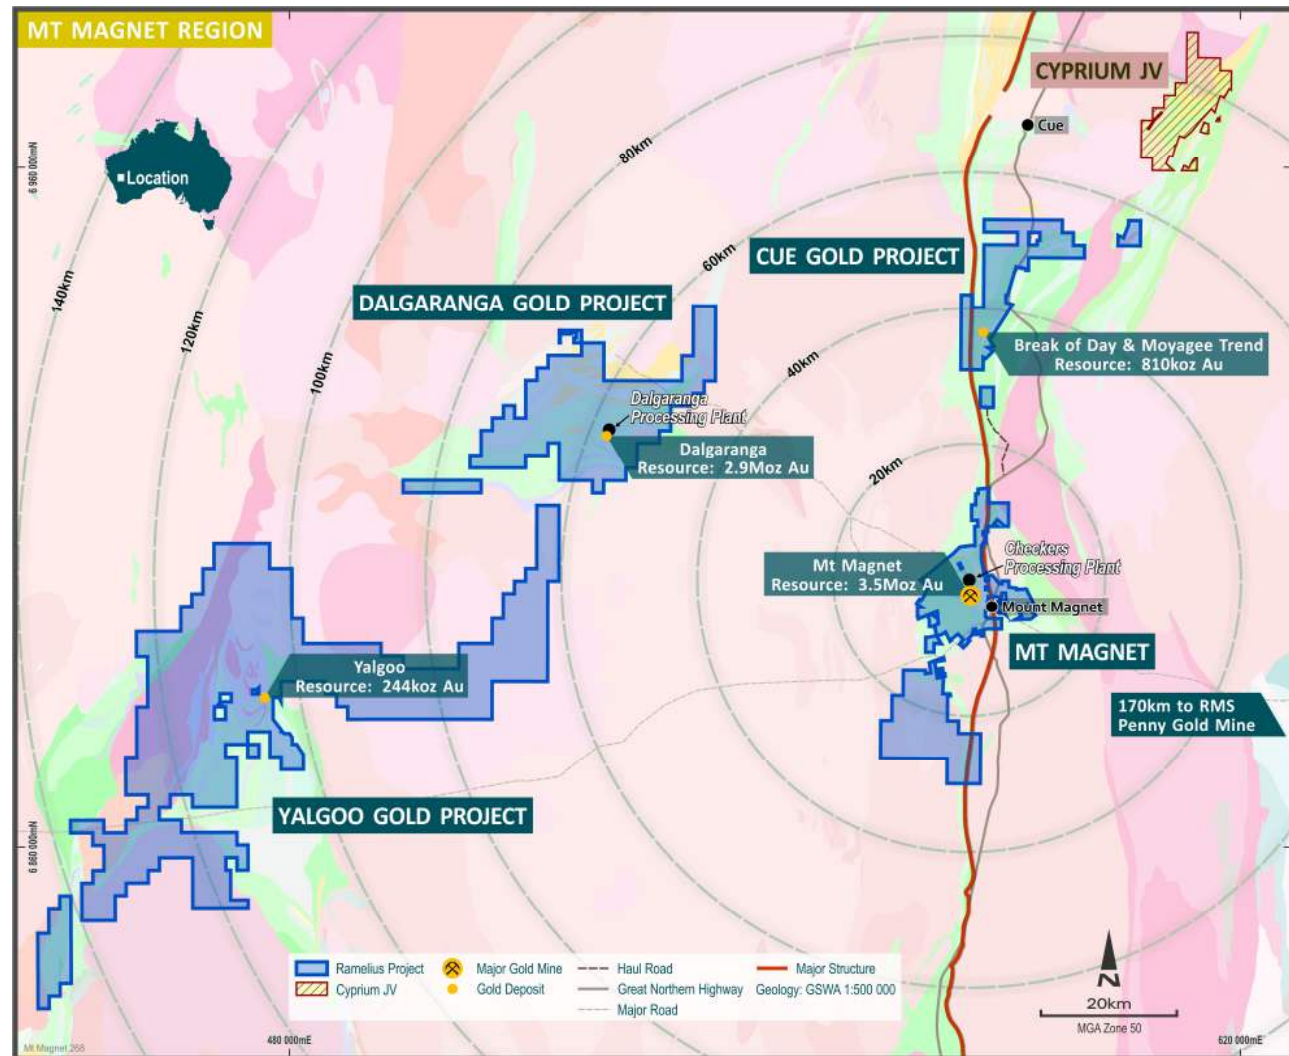 MT MAGNET REGION
CYPRIUM JV
Cue
6 960 000mN
Location
80km
60km
CUE GOLD PROJECT
140km
120km
100km
DALGARANGA GOLD PROJECT
40km
Break of Day & Moyagee Trend
Resource: 810koz Au
Dalgaranga
Processing Plant
Dalgaranga
Resource: 2.9Moz Au
20km
Checkers
Processing Plant
Mt Magnet
Resource: 3.5Moz Au
Mount Magnet
MT MAGNET
Yalgoo
Resource: 244koz Au
170km to RMS
Penny Gold Mine
YALGOO GOLD PROJECT
6 860 000mN
Ramelius Project
Major Gold Mine
Haul Road
Major Structure
Cyprium JV
Gold Deposit
Great Northern Highway
Geology: GSWA 1:500 000
Major Road
N
20km
MGA Zone 50
Mt Magnet 268
480 000mE
620 000mE